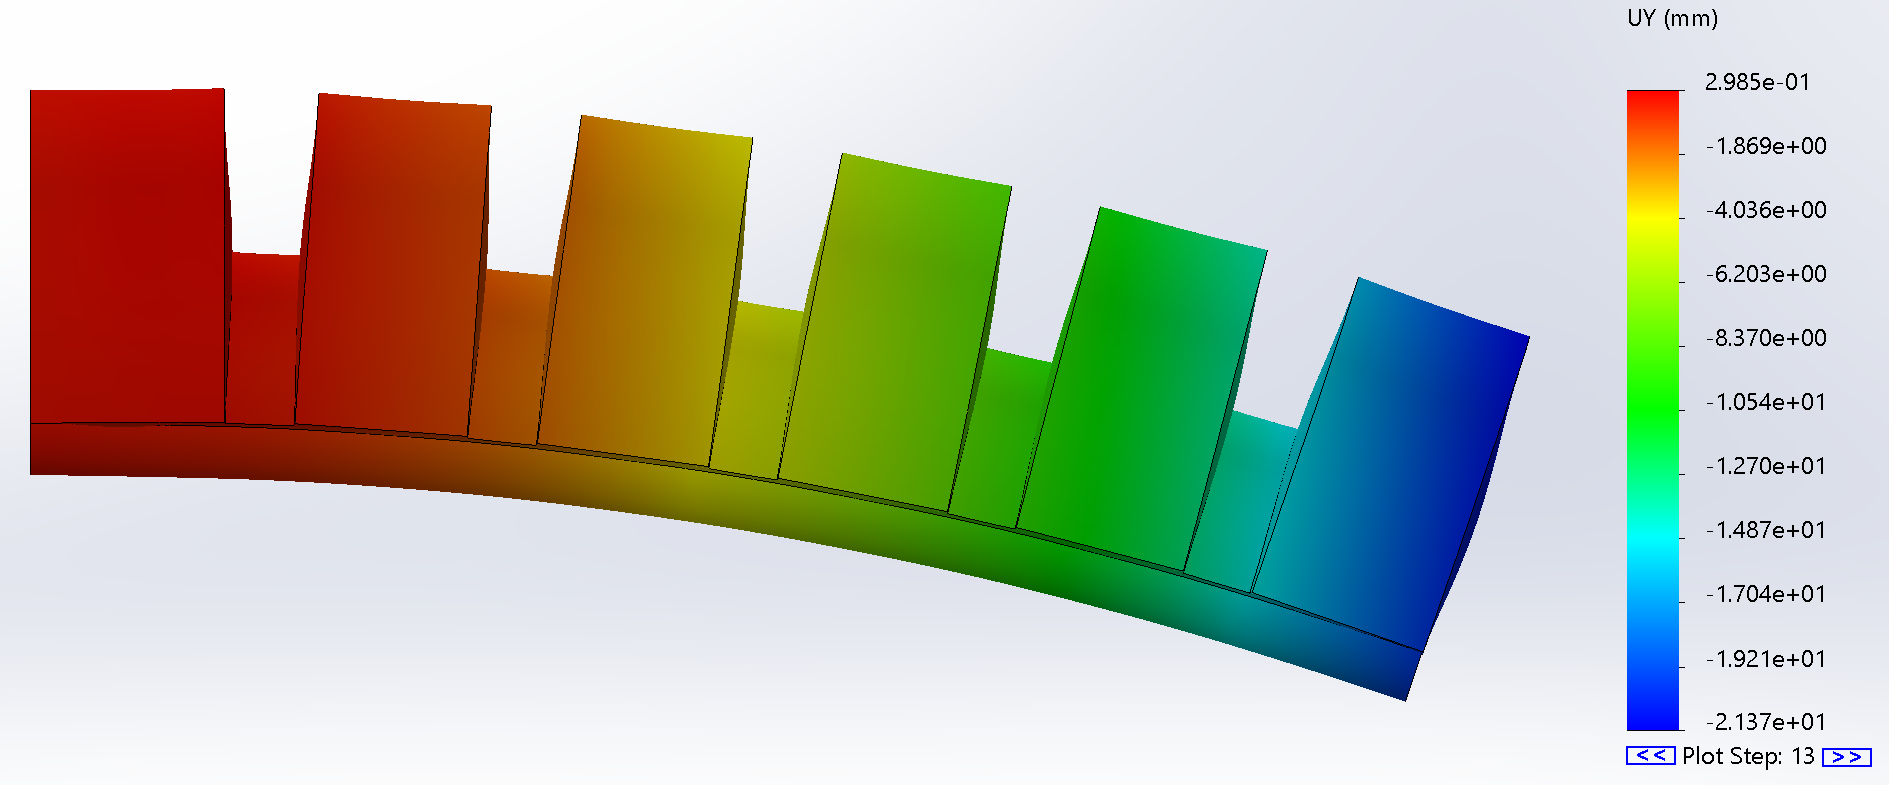 UY (mm)
2.985e-01
-1.869e+00
-4.036e+00
-6.203e+00
-8.370e+00
-1.054e+01
-1.270e+01
-1.487e+01
-1.704e+01
-1.921e+01
-2.137e+01
<< Plot Step: 13 >>